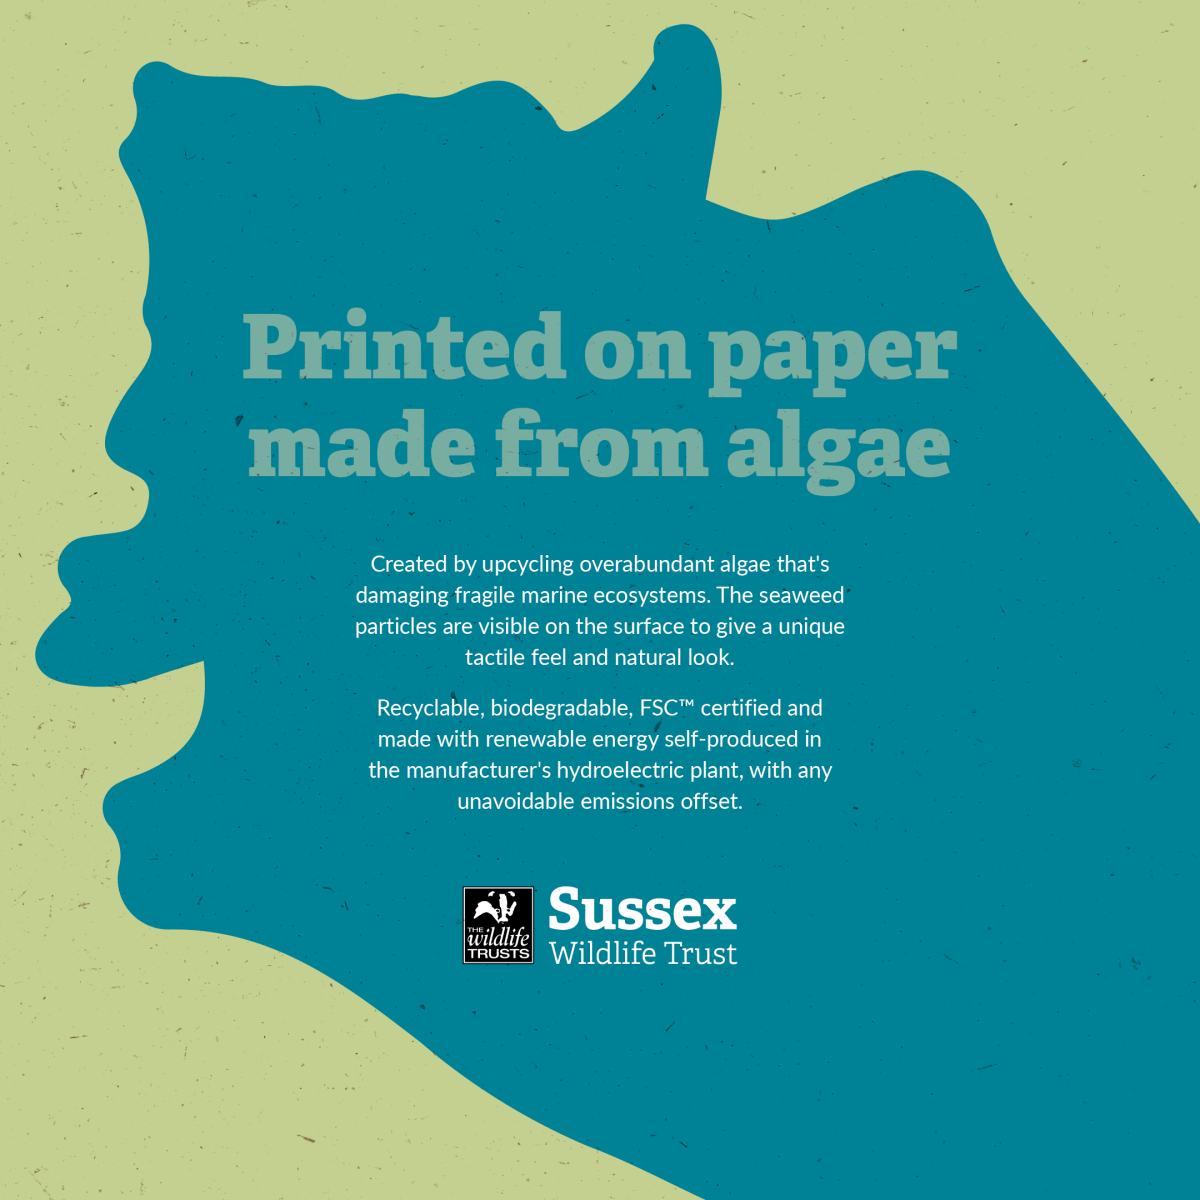 Printed on paper
made from algae
Created by upcycling overabundant algae that's
damaging fragile marine ecosystems. The seaweed
particles are visible on the surface to give a unique
tactile feel and natural look.
Recyclable, biodegradable, FSC™ certified and
made with renewable energy self-produced in
the manufacturer's hydroelectric plant, with any
unavoidable emissions offset.
THE
wildlife
TRUSTS
Sussex
Wildlife Trust